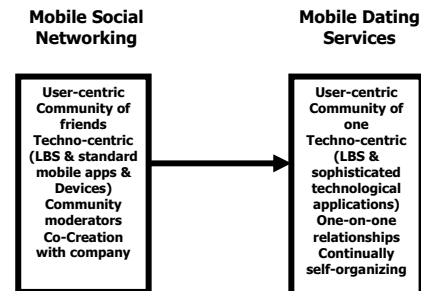 Mobile Social
Networking
User-centric
Community of
friends
Techno-centric
(LBS & standard
mobile apps &
Devices)
Community
moderators
Co-Creation
with company
Mobile Dating
Services
User-centric
Community of
one
Techno-centric
(LBS &
sophisticated
technological
applications)
One-on-one
relationships
Continually
self-organizing